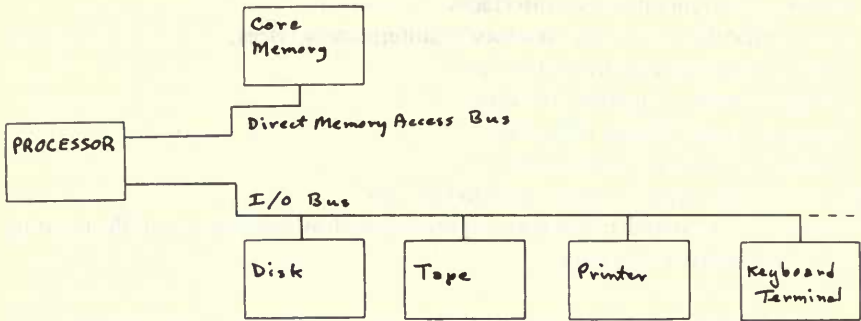 Core
Memory
Direct Memory Access Bus
PROCESSOR
I/O Bus
Disk
Tape
Printer
Keyboard
Terminal